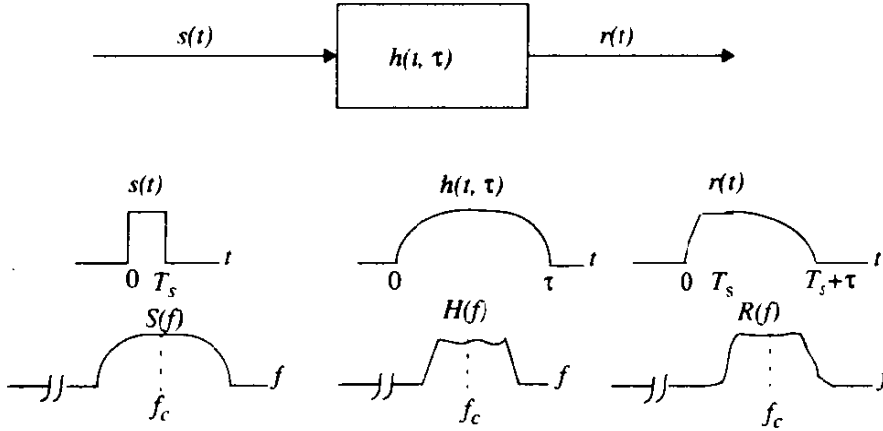 s(t) h(t, τ) r(t)
s(t) h(t, τ) r(t)
t t t
0 T_s 0 τ 0 T_s T_s+τ
S(f) H(f) R(f)
f f f
f_c f_c f_c